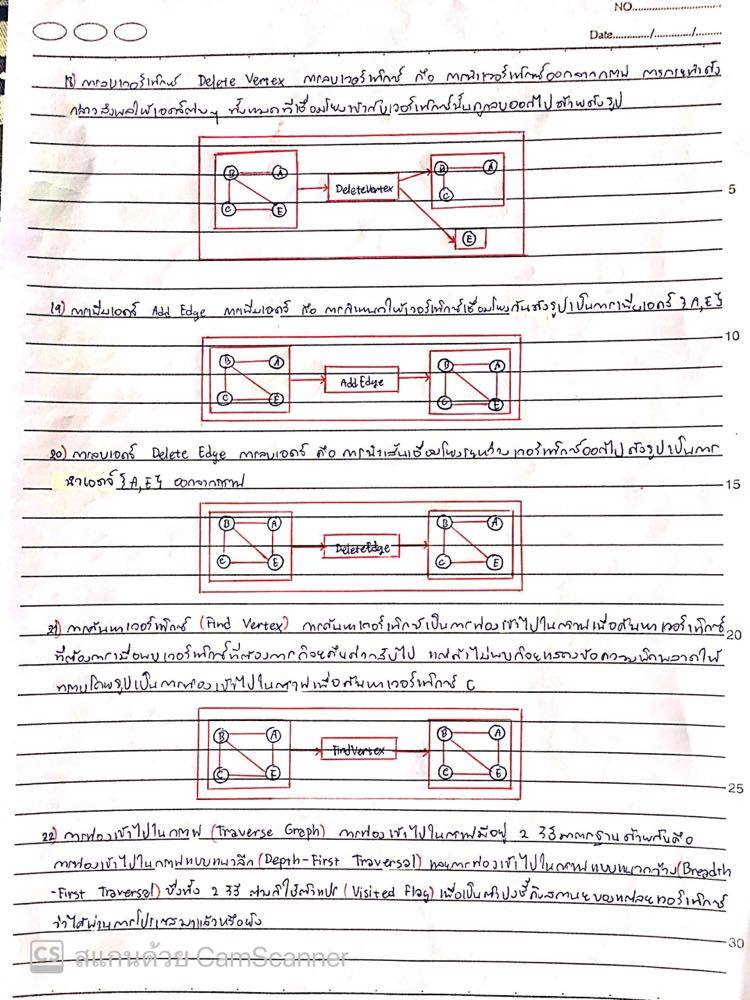 NO.
Date............/............/.........
18) การลบเวอร์เท็กซ์ Delete Vertex การลบเวอร์เท็กซ์ คือ การนำเวอร์เท็กซ์ออกจากกราฟ การกระทำดัง
กล่าวส่งผลให้เอดจ์ต่างๆ ทั้งหมดที่เชื่อมโยงเข้ากับเวอร์เท็กซ์นั้นถูกลบออกไปด้วยดังรูป
B A C E DeleteVertex B A C E
5
19) การเพิ่มเอดจ์ Add Edge การเพิ่มเอดจ์ คือ การกำหนดให้เวอร์เท็กซ์เชื่อมโยงกันดังรูปเป็นการเพิ่มเอดจ์ {A,E}
10
B A C E AddEdge B A C E
20) การลบเอดจ์ Delete Edge การลบเอดจ์ คือ การนำเส้นเชื่อมโยงระหว่างเวอร์เท็กซ์ออกไป ดังรูปเป็นการ
นำเอดจ์ {A,E} ออกจากกราฟ
15
B A C E DeleteEdge B A C E
21) การค้นหาเวอร์เท็กซ์ (Find Vertex) การค้นหาเวอร์เท็กซ์เป็นการท่องเข้าไปในกราฟเพื่อค้นหาเวอร์เท็กซ์
20
ที่ต้องการเมื่อพบเวอร์เท็กซ์ที่ต้องการก็จะคืนค่ากลับไป แต่ถ้าไม่พบก็จะแสดงข้อความผิดพลาดให้
ทราบโดยรูปเป็นการท่องเข้าไปในกราฟเพื่อค้นหาเวอร์เท็กซ์ C
B A C E FindVertex B A C E
25
22) การท่องเข้าไปในกราฟ (Traverse Graph) การท่องเข้าไปในกราฟมีอยู่ 2 วิธีมาตรฐานด้วยกันคือ
การท่องเข้าไปในกราฟแบบแนวลึก (Depth-First Traversal) และการท่องเข้าไปในกราฟแบบแนวกว้าง (Breadth
-First Traversal) ซึ่งทั้ง 2 วิธี ต่างก็ใช้ตัวแปร (Visited Flag) เพื่อเป็นตัวบ่งชี้ถึงสถานะของแต่ละเวอร์เท็กซ์
ว่าได้ผ่านการโปรเซสมาแล้วหรือยัง
30
CS สแกนด้วย CamScanner